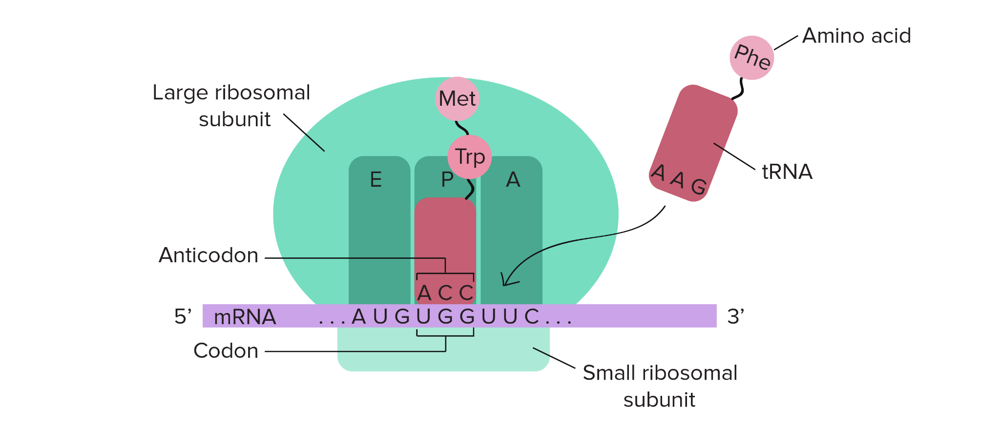 Amino acid
Phe
Large ribosomal
subunit
Met
Trp
E
P
A
tRNA
A A G
Anticodon
A C C
5’
mRNA
. . . A U G U G G U U C . . .
3’
Codon
Small ribosomal
subunit